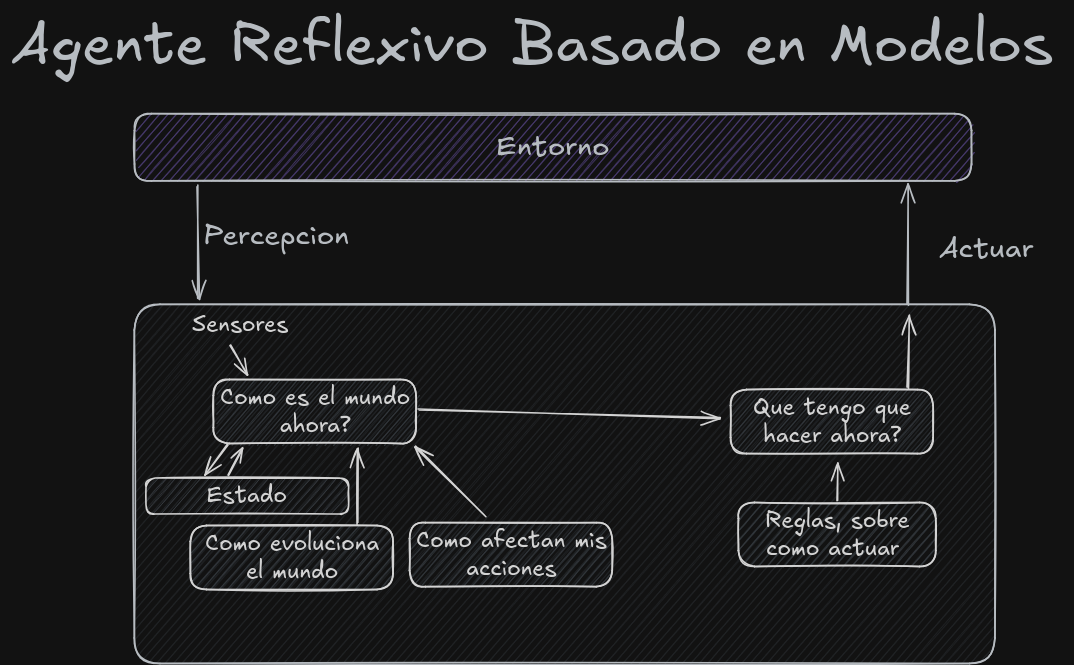 Agente Reflexivo Basado en Modelos
Entorno
Percepcion
Actuar
Sensores
Como es el mundo
ahora?
Que tengo que
hacer ahora?
Estado
Como evoluciona
el mundo
Como afectan mis
acciones
Reglas, sobre
como actuar